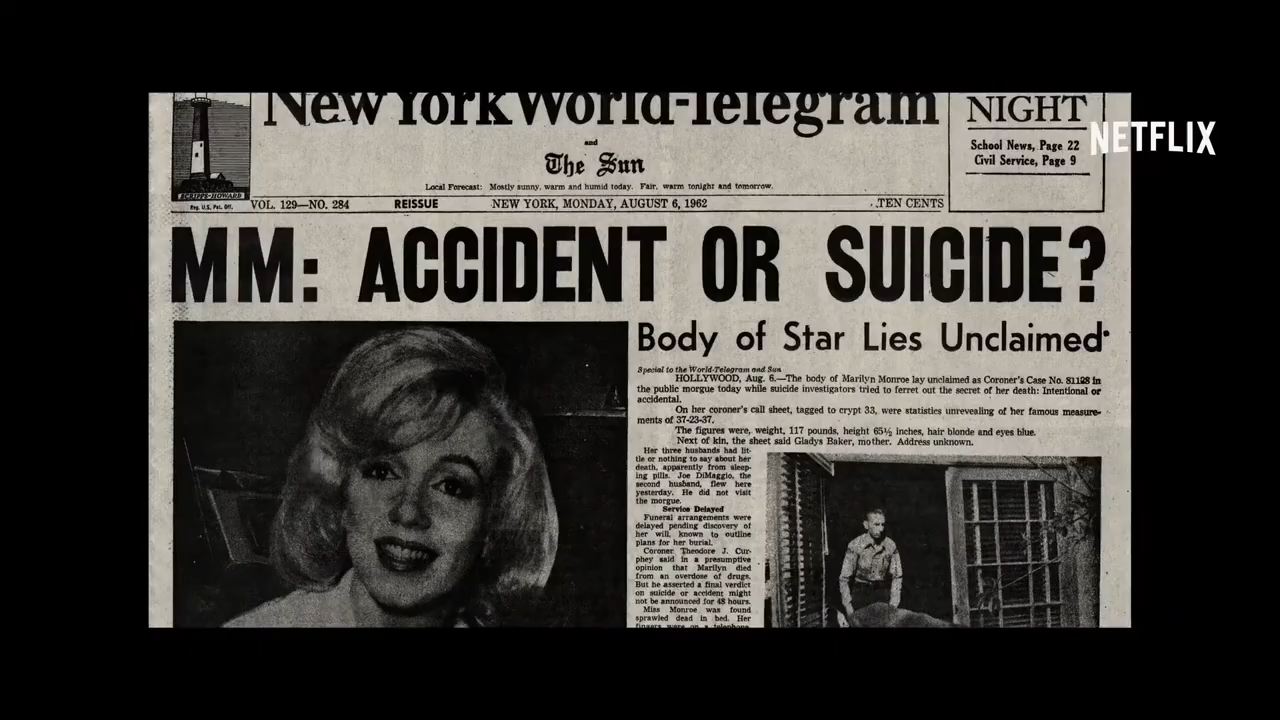 New York World-Telegram
and
The Sun
Local Forecast: Mostly sunny, warm and humid today. Fair, warm tonight and tomorrow.
SCRIPPS-HOWARD
Reg. U.S. Pat. Off.
VOL. 129—NO. 284 REISSUE NEW YORK, MONDAY, AUGUST 6, 1962 TEN CENTS
NIGHT
School News, Page 22
Civil Service, Page 9
NETFLIX
MM: ACCIDENT OR SUICIDE?
Body of Star Lies Unclaimed
Special to the World-Telegram and Sun
HOLLYWOOD, Aug. 6.—The body of Marilyn Monroe lay unclaimed as Coroner's Case No. 81128 in
the public morgue today while suicide investigators tried to ferret out the secret of her death: Intentional or
accidental.
On her coroner's call sheet, tagged to crypt 33, were statistics unrevealing of her famous measure-
ments of 37-23-37.
The figures were, weight, 117 pounds, height 65½ inches, hair blonde and eyes blue.
Next of kin, the sheet said Gladys Baker, mother. Address unknown.
Her three husbands had lit-
tle or nothing to say about her
death, apparently from sleep-
ing pills. Joe DiMaggio, the
second husband, flew here
yesterday. He did not visit
the morgue.
Service Delayed
Funeral arrangements were
delayed pending discovery of
her will, known to outline
plans for her burial.
Coroner Theodore J. Cur-
phey said in a presumptive
opinion that Marilyn died
from an overdose of drugs.
But he asserted a final verdict
on suicide or accident might
not be announced for 48 hours.
Miss Monroe was found
sprawled dead in bed. Her
fingers were on a telephone